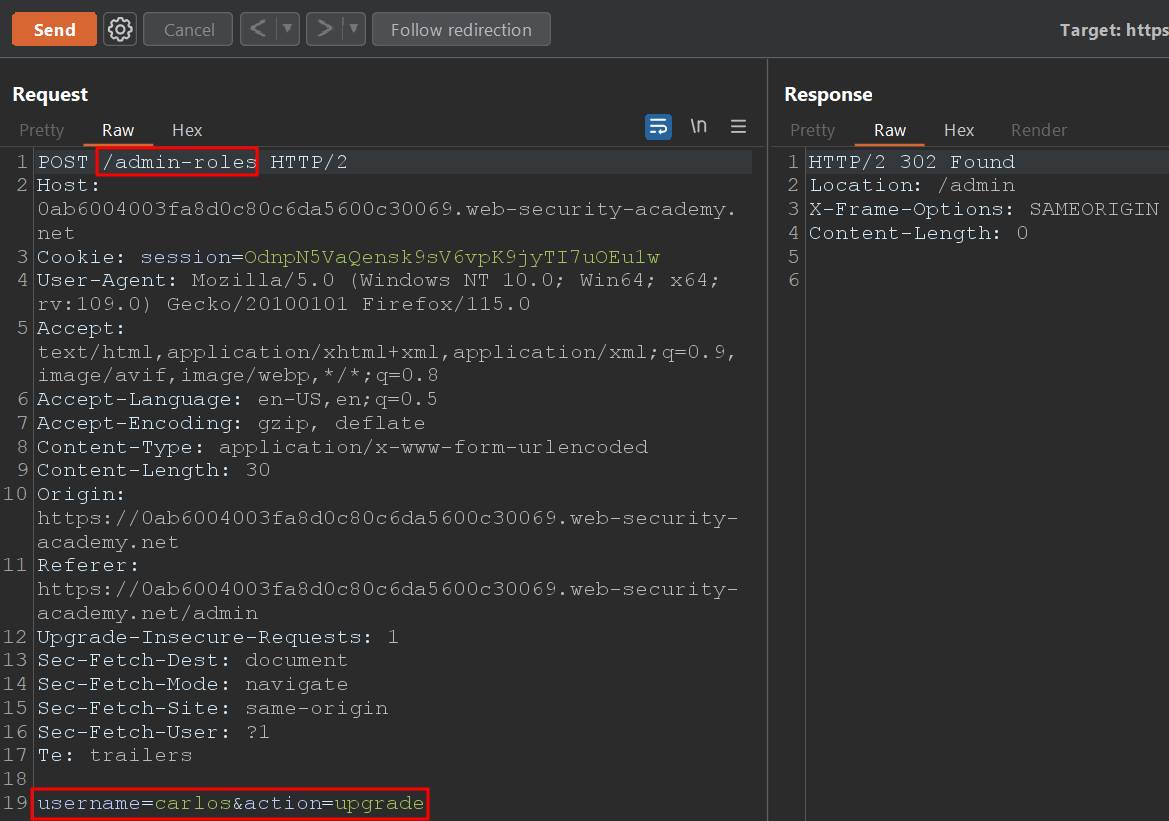 Send Cancel < > Follow redirection Target: https
Request
Pretty Raw Hex \n
1 POST /admin-roles HTTP/2
2 Host:
0ab6004003fa8d0c80c6da5600c30069.web-security-academy.
net
3 Cookie: session=OdnpN5VaQensk9sV6vpK9jyTI7uOEu1w
4 User-Agent: Mozilla/5.0 (Windows NT 10.0; Win64; x64;
rv:109.0) Gecko/20100101 Firefox/115.0
5 Accept:
text/html,application/xhtml+xml,application/xml;q=0.9,
image/avif,image/webp,*/*;q=0.8
6 Accept-Language: en-US,en;q=0.5
7 Accept-Encoding: gzip, deflate
8 Content-Type: application/x-www-form-urlencoded
9 Content-Length: 30
10 Origin:
https://0ab6004003fa8d0c80c6da5600c30069.web-security-
academy.net
11 Referer:
https://0ab6004003fa8d0c80c6da5600c30069.web-security-
academy.net/admin
12 Upgrade-Insecure-Requests: 1
13 Sec-Fetch-Dest: document
14 Sec-Fetch-Mode: navigate
15 Sec-Fetch-Site: same-origin
16 Sec-Fetch-User: ?1
17 Te: trailers
18
19 username=carlos&action=upgrade
Response
Pretty Raw Hex Render
1 HTTP/2 302 Found
2 Location: /admin
3 X-Frame-Options: SAMEORIGIN
4 Content-Length: 0
5
6